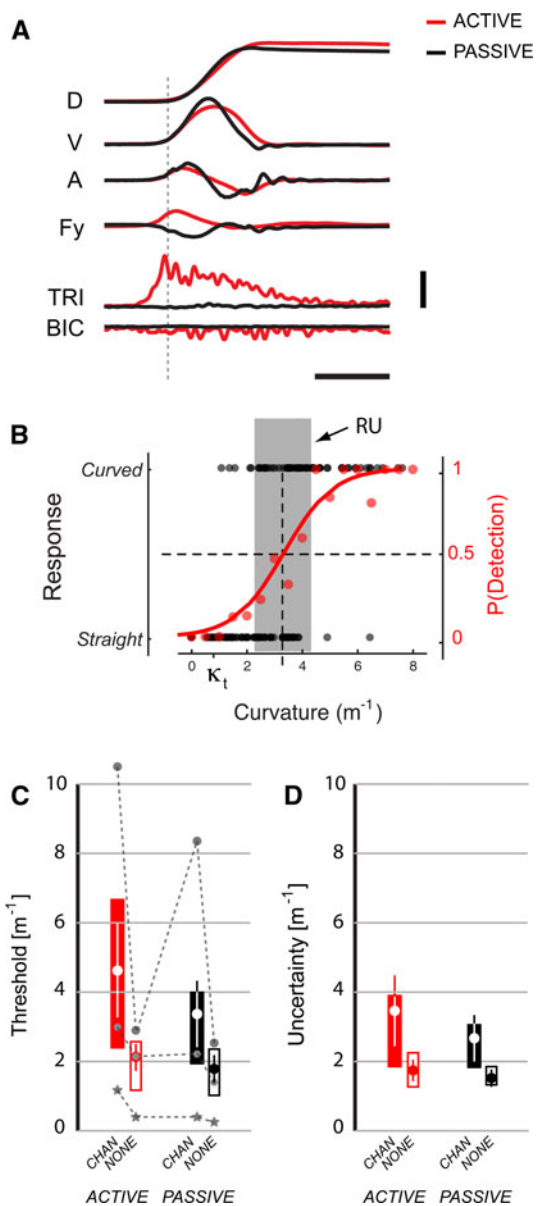 A
ACTIVE
PASSIVE
D
V
A
Fy
TRI
BIC
B
RU
Curved
Straight
Response
1
0.5
0
P(Detection)
0 2 4 6 8
κt
Curvature (m⁻¹)
C
10
8
6
4
2
0
Threshold [m⁻¹]
CHAN NONE CHAN NONE
ACTIVE PASSIVE
D
10
8
6
4
2
0
Uncertainty [m⁻¹]
CHAN NONE CHAN NONE
ACTIVE PASSIVE